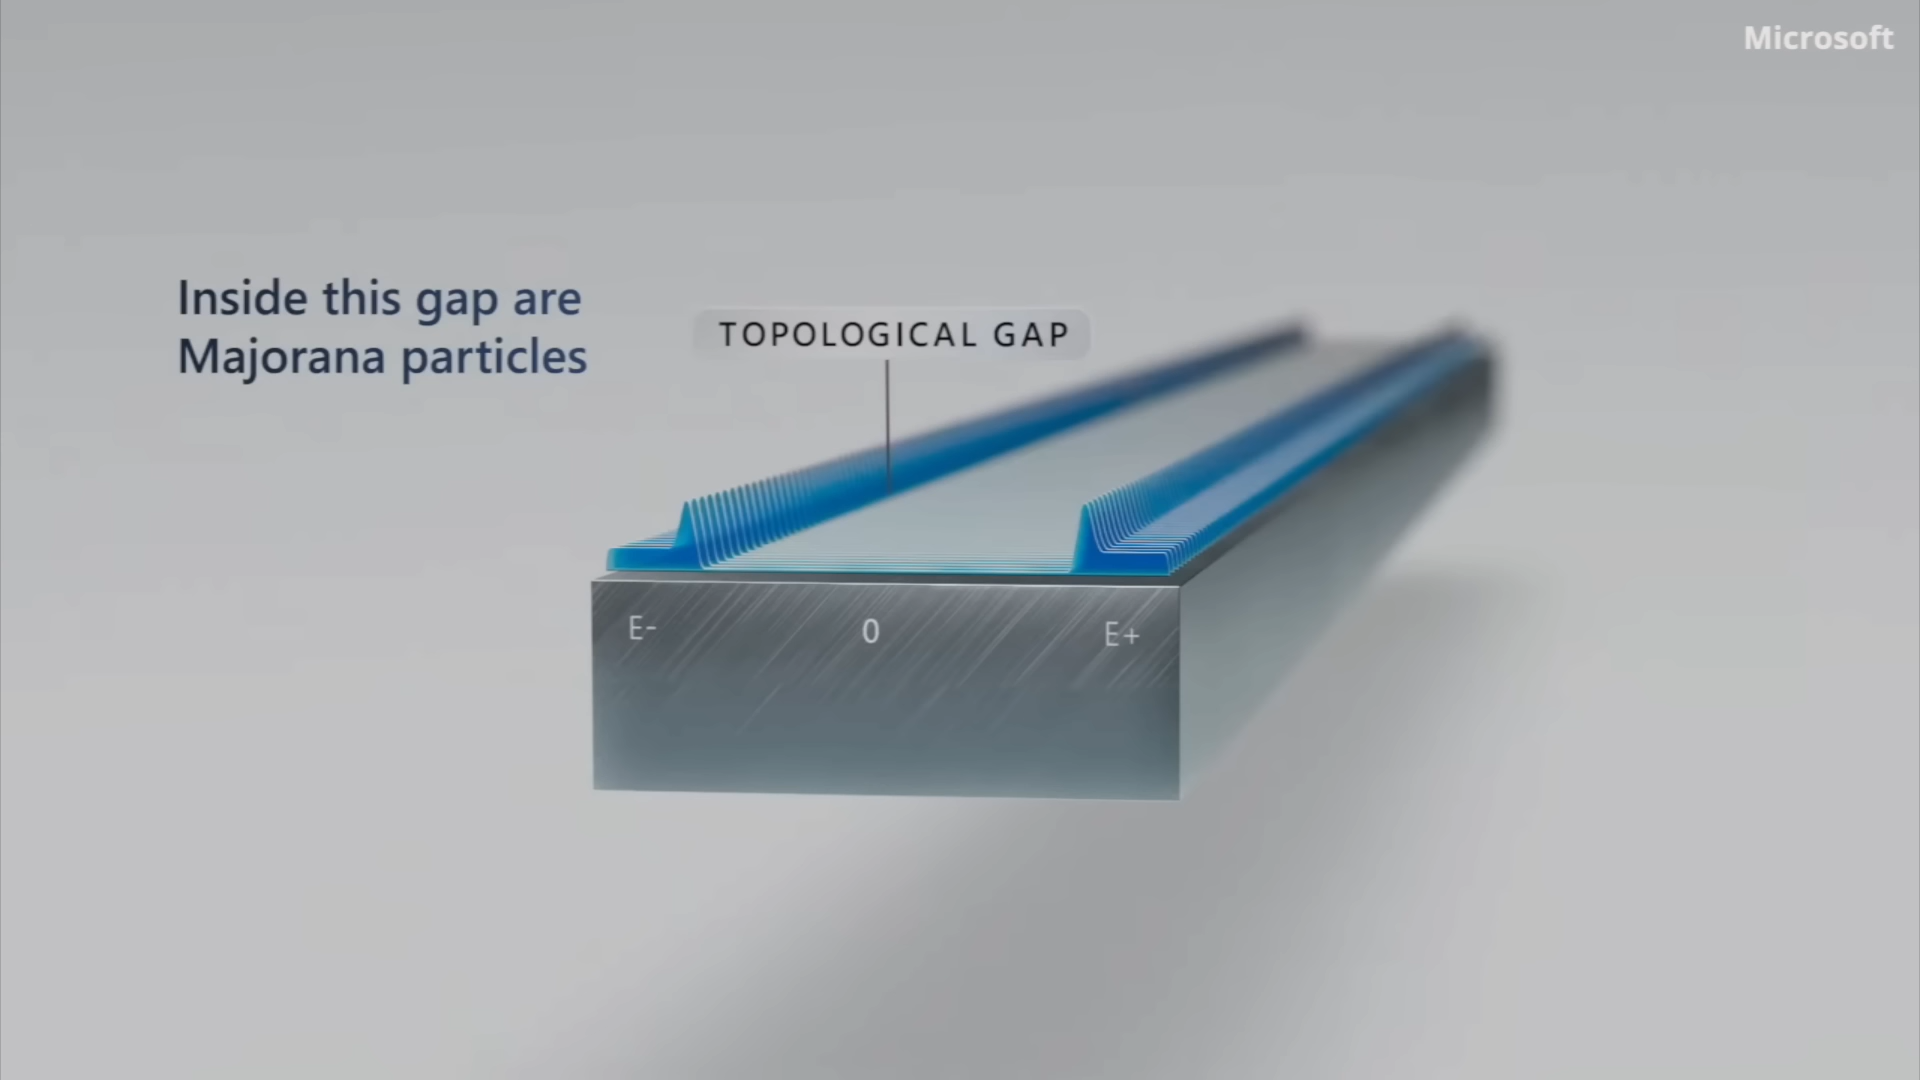 Microsoft
Inside this gap are
Majorana particles
TOPOLOGICAL GAP
E- 0 E+